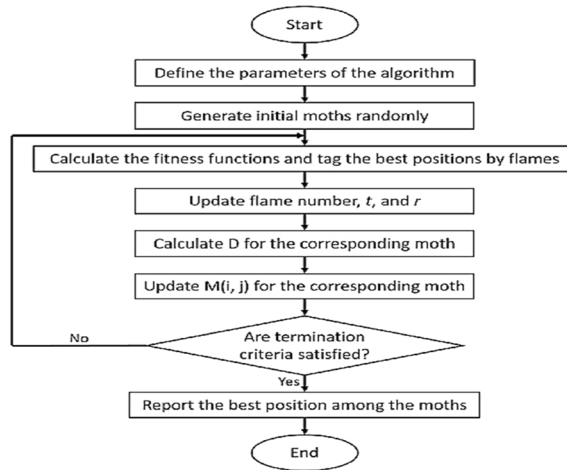 Start
Define the parameters of the algorithm
Generate initial moths randomly
Calculate the fitness functions and tag the best positions by flames
Update flame number, t, and r
Calculate D for the corresponding moth
Update M(i, j) for the corresponding moth
No
Are termination
criteria satisfied?
Yes
Report the best position among the moths
End